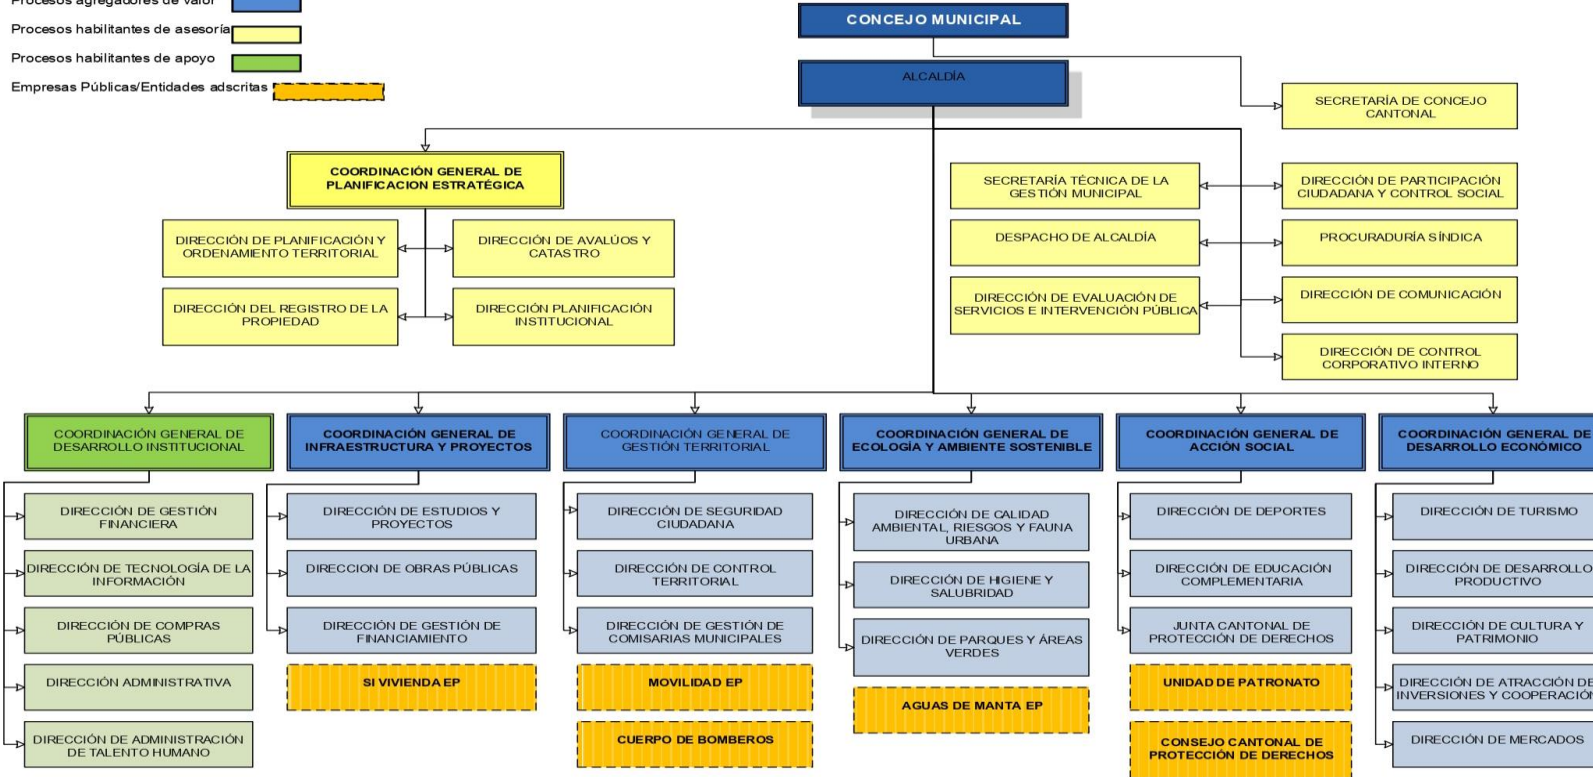 Procesos agregadores de valor
Procesos habilitantes de asesoría
Procesos habilitantes de apoyo
Empresas Públicas/Entidades adscritas
CONCEJO MUNICIPAL
ALCALDÍA
SECRETARÍA DE CONCEJO
CANTONAL
COORDINACIÓN GENERAL DE
PLANIFICACION ESTRATÉGICA
DIRECCIÓN DE PLANIFICACIÓN Y
ORDENAMIENTO TERRITORIAL
DIRECCIÓN DE AVALÚOS Y
CATASTRO
DIRECCIÓN DEL REGISTRO DE LA
PROPIEDAD
DIRECCIÓN PLANIFICACIÓN
INSTITUCIONAL
SECRETARÍA TÉCNICA DE LA
GESTIÓN MUNICIPAL
DIRECCIÓN DE PARTICIPACIÓN
CIUDADANA Y CONTROL SOCIAL
DESPACHO DE ALCALDÍA
PROCURADURÍA SÍNDICA
DIRECCIÓN DE EVALUACIÓN DE
SERVICIOS E INTERVENCIÓN PÚBLICA
DIRECCIÓN DE COMUNICACIÓN
DIRECCIÓN DE CONTROL
CORPORATIVO INTERNO
COORDINACIÓN GENERAL DE
DESARROLLO INSTITUCIONAL
DIRECCIÓN DE GESTIÓN
FINANCIERA
DIRECCIÓN DE TECNOLOGÍA DE LA
INFORMACIÓN
DIRECCIÓN DE COMPRAS
PÚBLICAS
DIRECCIÓN ADMINISTRATIVA
DIRECCIÓN DE ADMINISTRACIÓN
DE TALENTO HUMANO
COORDINACIÓN GENERAL DE
INFRAESTRUCTURA Y PROYECTOS
DIRECCIÓN DE ESTUDIOS Y
PROYECTOS
DIRECCION DE OBRAS PÚBLICAS
DIRECCIÓN DE GESTIÓN DE
FINANCIAMIENTO
SI VIVIENDA EP
COORDINACIÓN GENERAL DE
GESTIÓN TERRITORIAL
DIRECCIÓN DE SEGURIDAD
CIUDADANA
DIRECCIÓN DE CONTROL
TERRITORIAL
DIRECCIÓN DE GESTIÓN DE
COMISARIAS MUNICIPALES
MOVILIDAD EP
CUERPO DE BOMBEROS
COORDINACIÓN GENERAL DE
ECOLOGÍA Y AMBIENTE SOSTENIBLE
DIRECCIÓN DE CALIDAD
AMBIENTAL, RIESGOS Y FAUNA
URBANA
DIRECCIÓN DE HIGIENE Y
SALUBRIDAD
DIRECCIÓN DE PARQUES Y ÁREAS
VERDES
AGUAS DE MANTA EP
COORDINACIÓN GENERAL DE
ACCIÓN SOCIAL
DIRECCIÓN DE DEPORTES
DIRECCIÓN DE EDUCACIÓN
COMPLEMENTARIA
JUNTA CANTONAL DE
PROTECCIÓN DE DERECHOS
UNIDAD DE PATRONATO
CONSEJO CANTONAL DE
PROTECCIÓN DE DERECHOS
COORDINACIÓN GENERAL DE
DESARROLLO ECONÓMICO
DIRECCIÓN DE TURISMO
DIRECCIÓN DE DESARROLLO
PRODUCTIVO
DIRECCIÓN DE CULTURA Y
PATRIMONIO
DIRECCIÓN DE ATRACCIÓN DE
INVERSIONES Y COOPERACIÓN
DIRECCIÓN DE MERCADOS